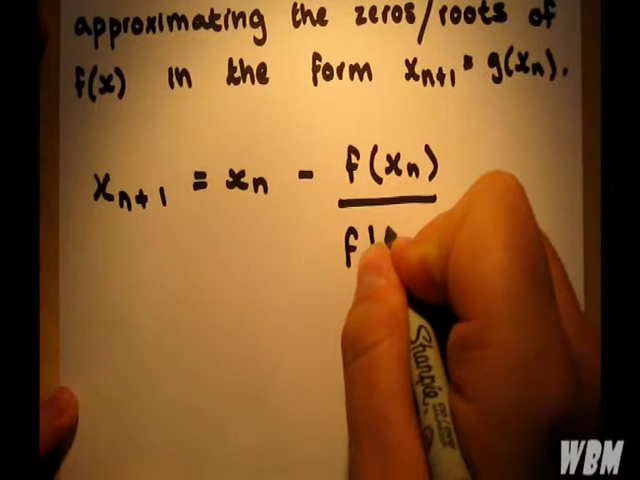 approximating the zeros/roots of
f(x) in the form xₙ₊₁ = g(xₙ).
xₙ₊₁ = xₙ - f(xₙ)
f'
Sharpie
WBM